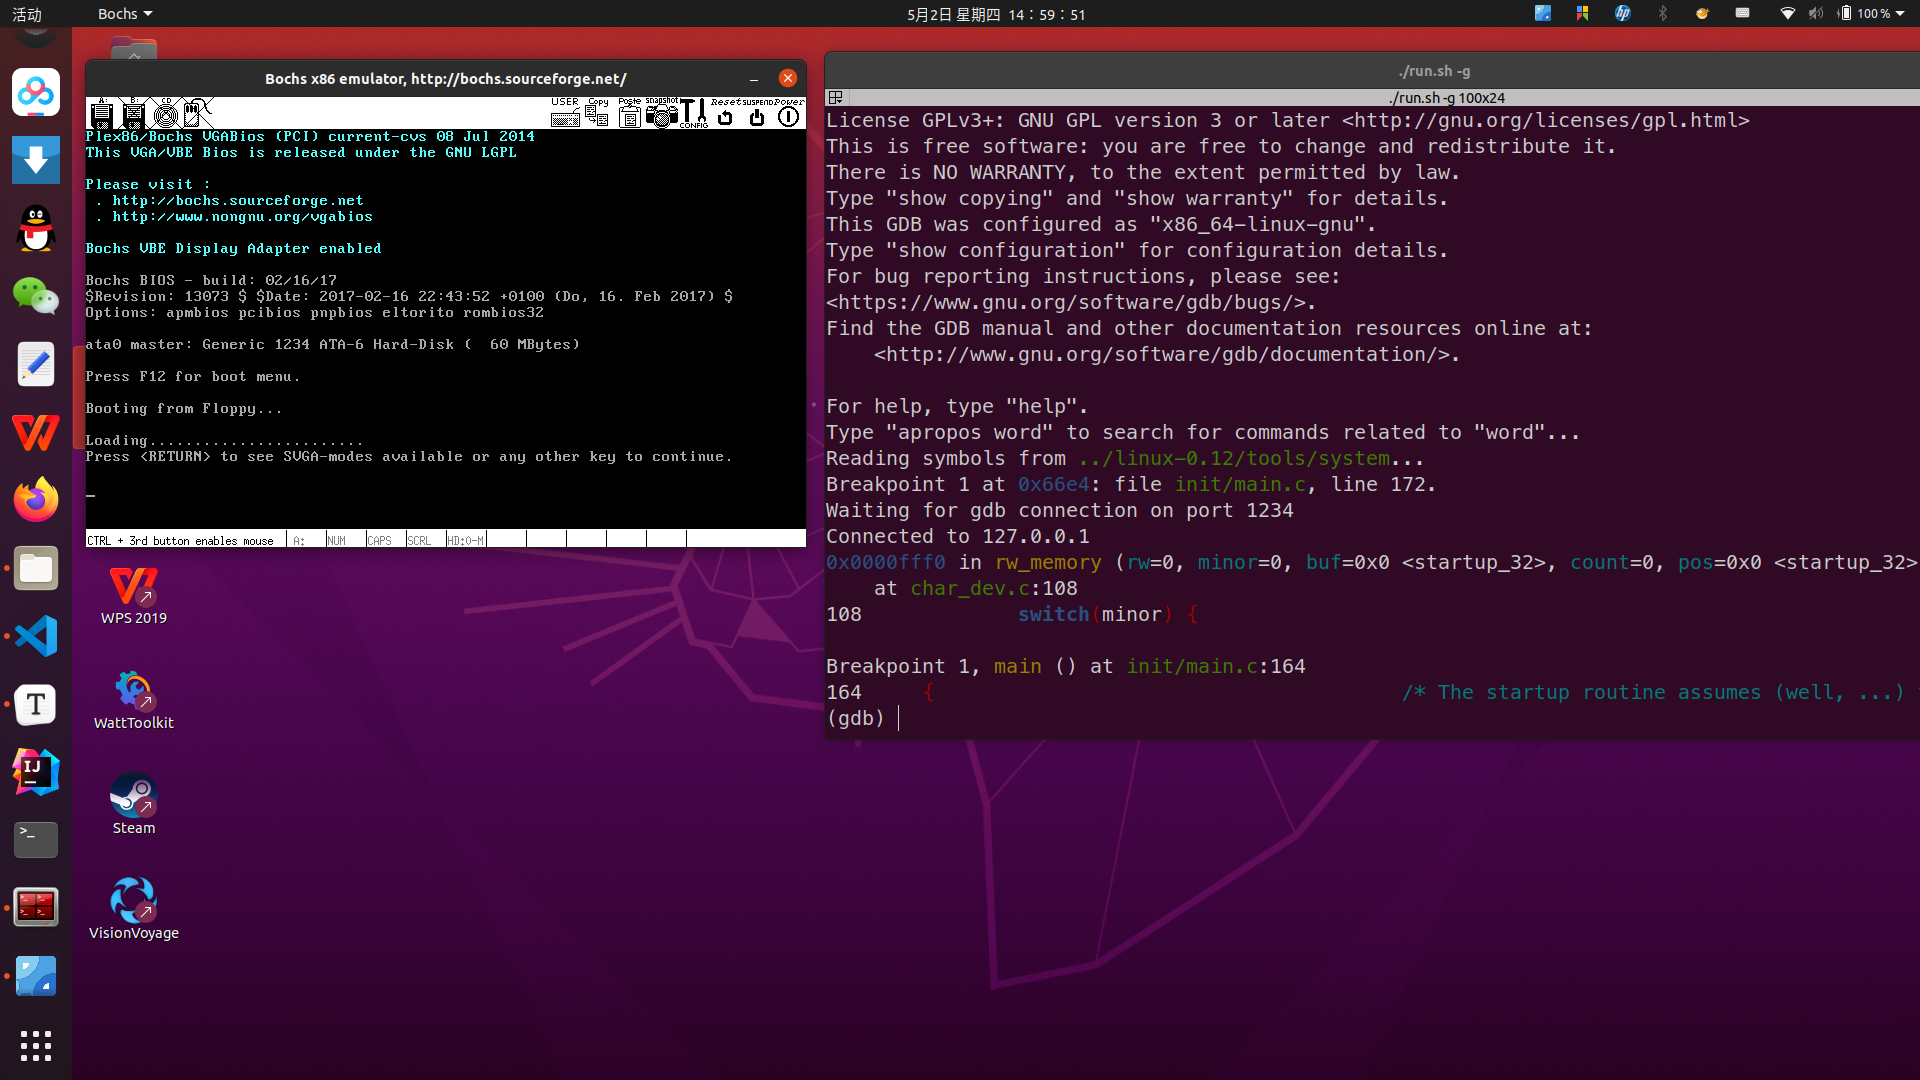 活动
Bochs
5月2日 星期四 14：59：51
100 %
Bochs x86 emulator, http://bochs.sourceforge.net/
A:
B:
CD
USER
Copy
Paste
snapshot
CONFIG
Reset
SUSPEND
Power
Plex86/Bochs VGABios (PCI) current-cvs 08 Jul 2014
This VGA/VBE Bios is released under the GNU LGPL
Please visit :
. http://bochs.sourceforge.net
. http://www.nongnu.org/vgabios
Bochs VBE Display Adapter enabled
Bochs BIOS - build: 02/16/17
$Revision: 13073 $ $Date: 2017-02-16 22:43:52 +0100 (Do, 16. Feb 2017) $
Options: apmbios pcibios pnpbios eltorito rombios32
ata0 master: Generic 1234 ATA-6 Hard-Disk (  60 MBytes)
Press F12 for boot menu.
Booting from Floppy...
Loading........................
Press <RETURN> to see SVGA-modes available or any other key to continue.
CTRL + 3rd button enables mouse
A:
NUM
CAPS
SCRL
HD:0-M
WPS 2019
WattToolkit
Steam
VisionVoyage
./run.sh -g
./run.sh -g 100x24
License GPLv3+: GNU GPL version 3 or later <http://gnu.org/licenses/gpl.html>
This is free software: you are free to change and redistribute it.
There is NO WARRANTY, to the extent permitted by law.
Type "show copying" and "show warranty" for details.
This GDB was configured as "x86_64-linux-gnu".
Type "show configuration" for configuration details.
For bug reporting instructions, please see:
<https://www.gnu.org/software/gdb/bugs/>.
Find the GDB manual and other documentation resources online at:
    <http://www.gnu.org/software/gdb/documentation/>.
For help, type "help".
Type "apropos word" to search for commands related to "word"...
Reading symbols from ../linux-0.12/tools/system...
Breakpoint 1 at 0x66e4: file init/main.c, line 172.
Waiting for gdb connection on port 1234
Connected to 127.0.0.1
0x0000fff0 in rw_memory (rw=0, minor=0, buf=0x0 <startup_32>, count=0, pos=0x0 <startup_32>
    at char_dev.c:108
108             switch(minor) {
Breakpoint 1, main () at init/main.c:164
164     {                                       /* The startup routine assumes (well, ...)
(gdb)